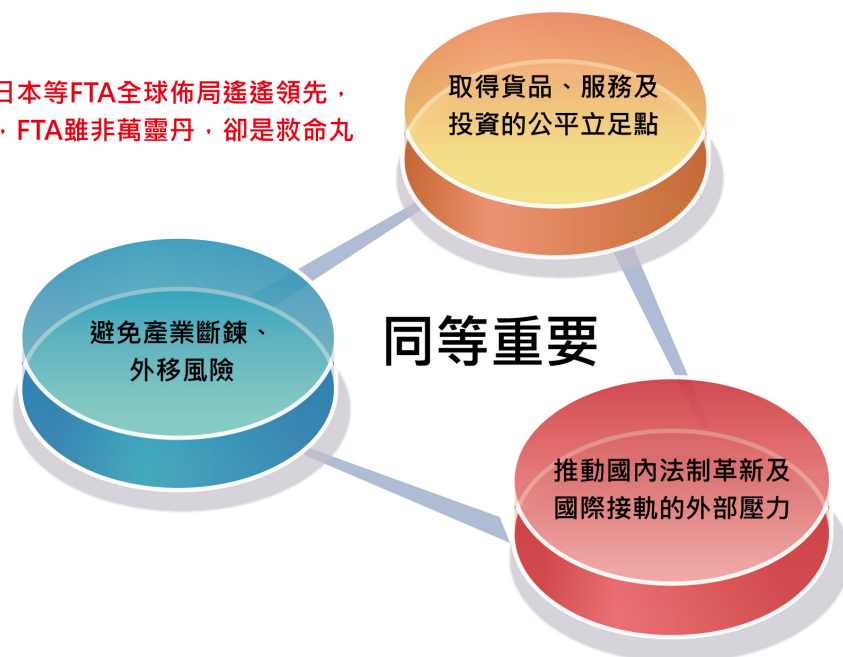 日本等FTA全球佈局遙遙領先，
，FTA雖非萬靈丹，卻是救命丸
取得貨品、服務及
投資的公平立足點
避免產業斷鍊、
外移風險
同等重要
推動國內法制革新及
國際接軌的外部壓力